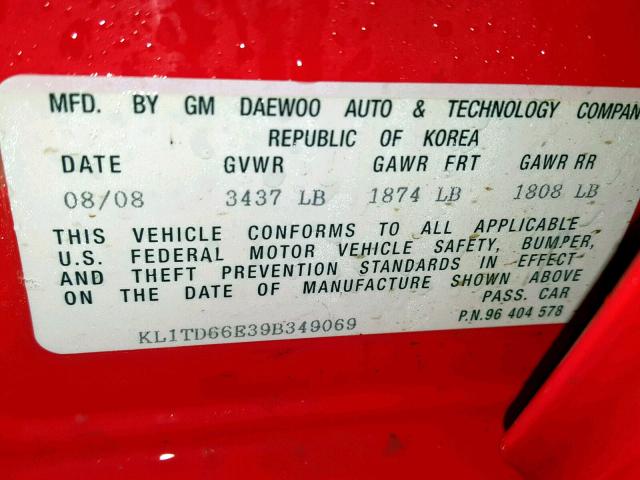 MFD. BY GM DAEWOO AUTO & TECHNOLOGY COMPAN
REPUBLIC OF KOREA
DATE GVWR GAWR FRT GAWR RR
08/08 3437 LB 1874 LB 1808 LB
THIS VEHICLE CONFORMS TO ALL APPLICABLE
U.S. FEDERAL MOTOR VEHICLE SAFETY, BUMPER,
AND THEFT PREVENTION STANDARDS IN EFFECT
ON THE DATE OF MANUFACTURE SHOWN ABOVE
PASS. CAR
KL1TD66E39B349069
P.N.96 404 578